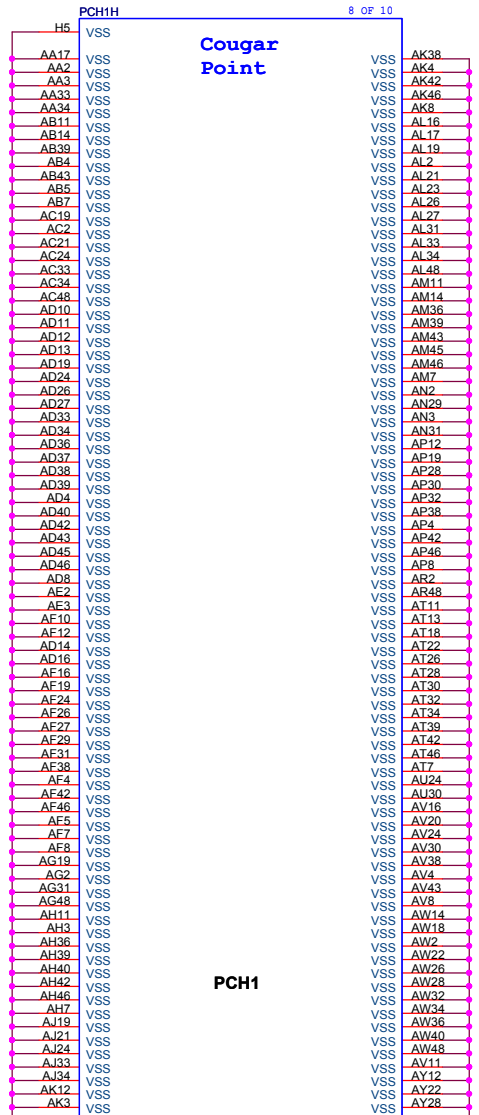 PCH1H 8 OF 10
H5 VSS
Cougar
Point
AA17 VSS VSS AK38
AA2 VSS VSS AK4
AA3 VSS VSS AK42
AA33 VSS VSS AK46
AA34 VSS VSS AK8
AB11 VSS VSS AL16
AB14 VSS VSS AL17
AB39 VSS VSS AL19
AB4 VSS VSS AL2
AB43 VSS VSS AL21
AB5 VSS VSS AL23
AB7 VSS VSS AL26
AC19 VSS VSS AL27
AC2 VSS VSS AL31
AC21 VSS VSS AL33
AC24 VSS VSS AL34
AC33 VSS VSS AL48
AC34 VSS VSS AM11
AC48 VSS VSS AM14
AD10 VSS VSS AM36
AD11 VSS VSS AM39
AD12 VSS VSS AM43
AD13 VSS VSS AM45
AD19 VSS VSS AM46
AD24 VSS VSS AM7
AD26 VSS VSS AN2
AD27 VSS VSS AN29
AD33 VSS VSS AN3
AD34 VSS VSS AN31
AD36 VSS VSS AP12
AD37 VSS VSS AP19
AD38 VSS VSS AP28
AD39 VSS VSS AP30
AD4 VSS VSS AP32
AD40 VSS VSS AP38
AD42 VSS VSS AP4
AD43 VSS VSS AP42
AD45 VSS VSS AP46
AD46 VSS VSS AP8
AD8 VSS VSS AR2
AE2 VSS VSS AR48
AE3 VSS VSS AT11
AF10 VSS VSS AT13
AF12 VSS VSS AT18
AD14 VSS VSS AT22
AD16 VSS VSS AT26
AF16 VSS VSS AT28
AF19 VSS VSS AT30
AF24 VSS VSS AT32
AF26 VSS VSS AT34
AF27 VSS VSS AT39
AF29 VSS VSS AT42
AF31 VSS VSS AT46
AF38 VSS VSS AT7
AF4 VSS VSS AU24
AF42 VSS VSS AU30
AF46 VSS VSS AV16
AF5 VSS VSS AV20
AF7 VSS VSS AV24
AF8 VSS VSS AV30
AG19 VSS VSS AV38
AG2 VSS VSS AV4
AG31 VSS VSS AV43
AG48 VSS VSS AV8
AH11 VSS VSS AW14
AH3 VSS VSS AW18
AH36 VSS VSS AW2
AH39 VSS VSS AW22
AH40 VSS VSS AW26
AH42 VSS PCH1 VSS AW28
AH46 VSS VSS AW32
AH7 VSS VSS AW34
AJ19 VSS VSS AW36
AJ21 VSS VSS AW40
AJ24 VSS VSS AW48
AJ33 VSS VSS AV11
AJ34 VSS VSS AY12
AK12 VSS VSS AY22
AK3 VSS VSS AY28